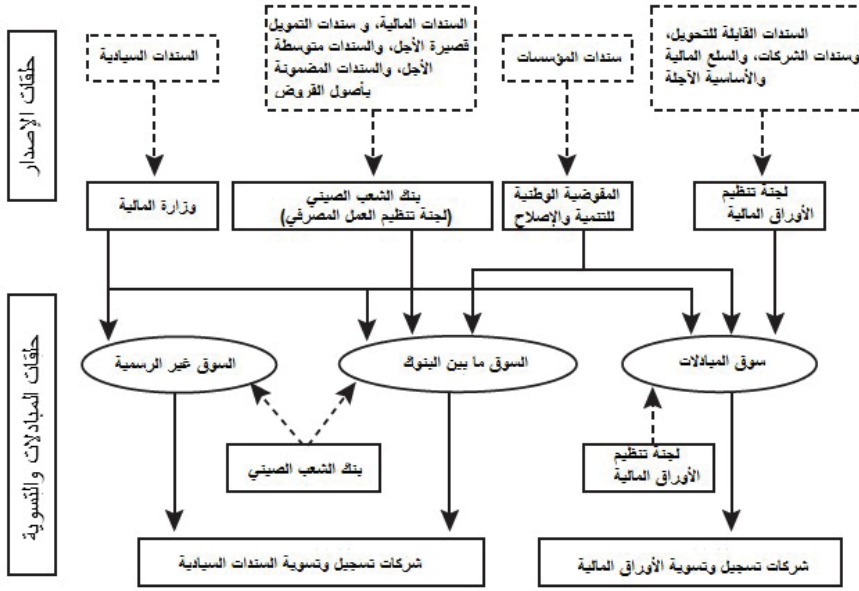 حلقات الإصدار
السندات القابلة للتحويل،
وسندات الشركات، والسلع المالية
والأساسية الآجلة
سندات المؤسسات
السندات المالية، و سندات التمويل
قصيرة الأجل، والسندات متوسطة
الأجل، والسندات المضمونة
بأصول القروض
السندات السيادية
لجنة تنظيم
الأوراق المالية
المفوضية الوطنية
للتنمية والإصلاح
بنك الشعب الصيني
(لجنة تنظيم العمل المصرفي)
وزارة المالية
حلقات المبادلات والتسوية
سوق المبادلات
السوق ما بين البنوك
السوق غير الرسمية
لجنة تنظيم
الأوراق المالية
بنك الشعب الصيني
شركات تسجيل وتسوية الأوراق المالية
شركات تسجيل وتسوية السندات السيادية